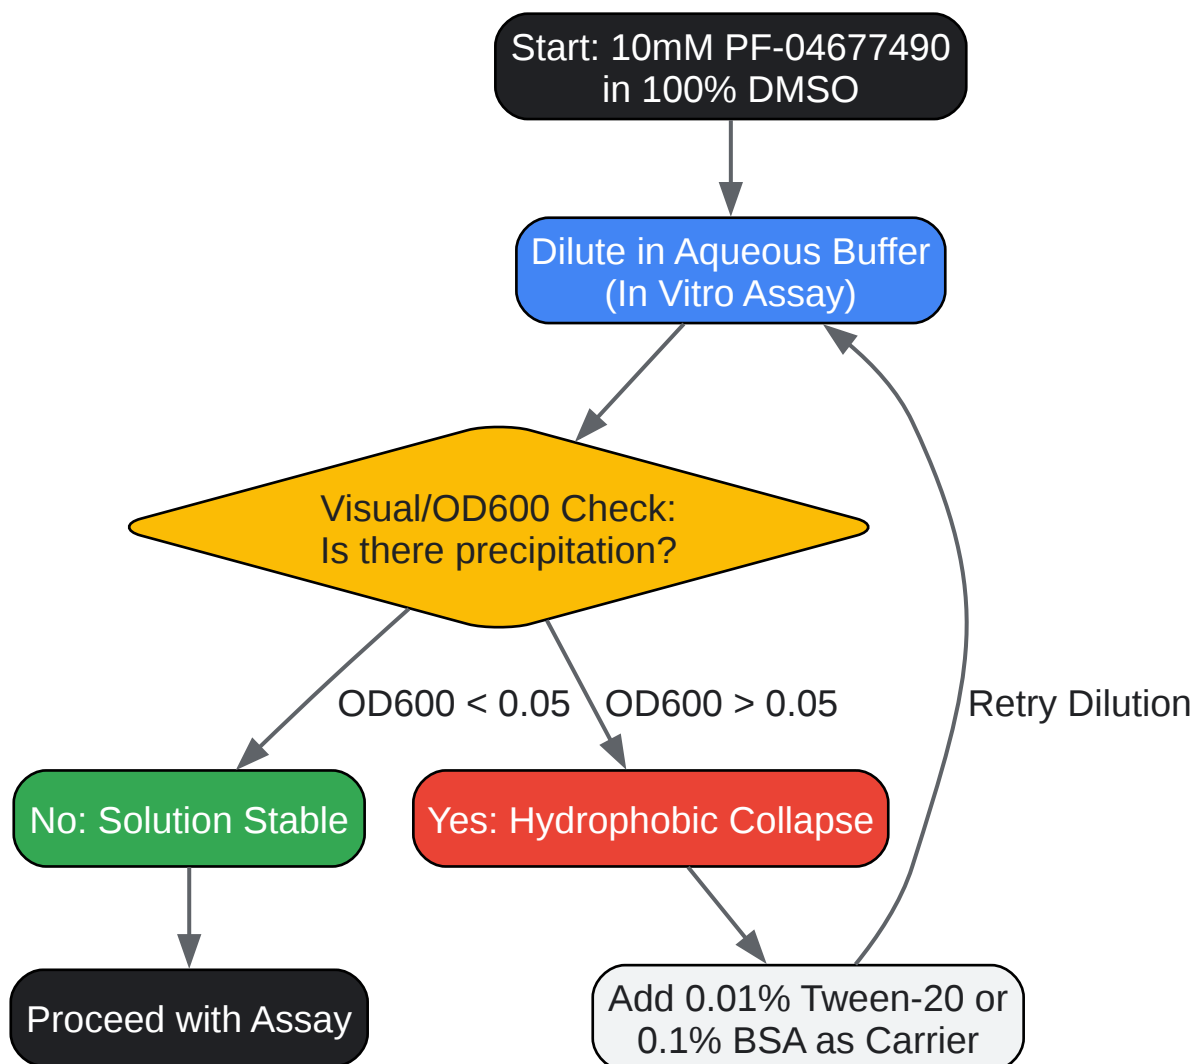 Start: 10mM PF-04677490
in 100% DMSO
Dilute in Aqueous Buffer
(In Vitro Assay)
Visual/OD600 Check:
Is there precipitation?
OD600 < 0.05
OD600 > 0.05
Retry Dilution
No: Solution Stable
Yes: Hydrophobic Collapse
Proceed with Assay
Add 0.01% Tween-20 or
0.1% BSA as Carrier